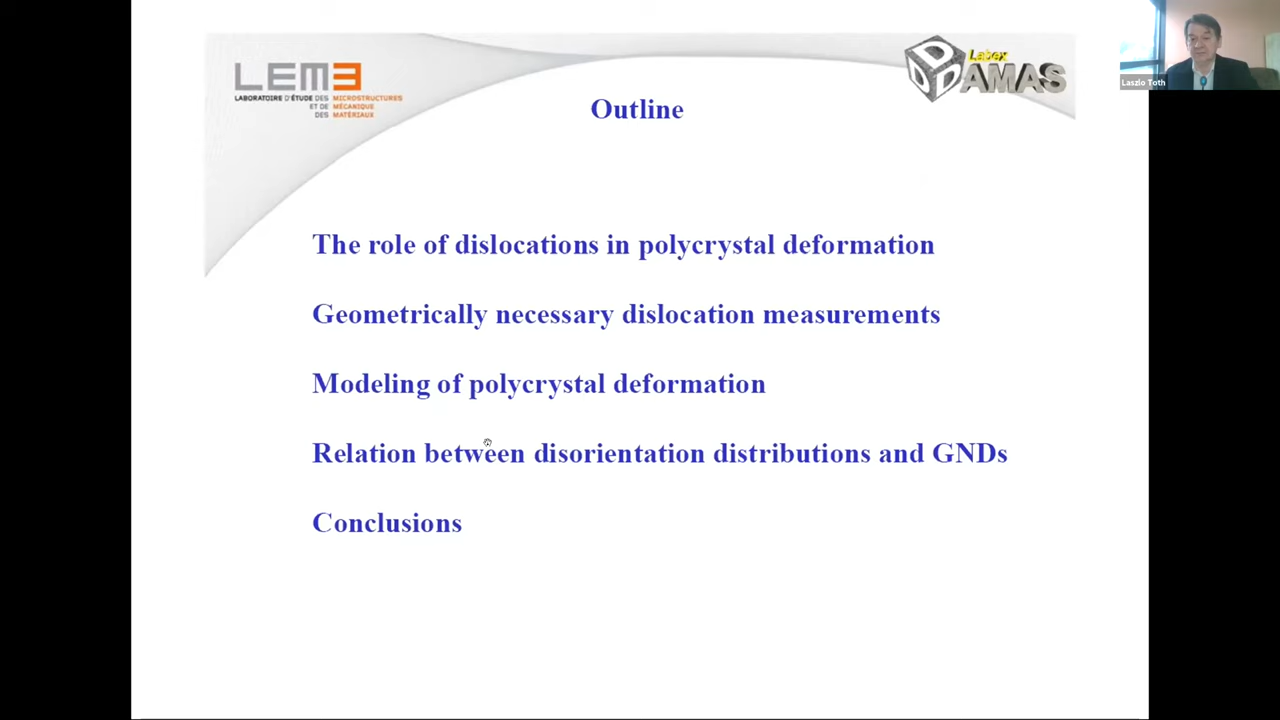 LEM3
LABORATOIRE D'ÉTUDE DES MICROSTRUCTURES
ET DE MÉCANIQUE
DES MATÉRIAUX
D
D
D
Labex
DAMAS
Laszlo Toth
Outline
The role of dislocations in polycrystal deformation
Geometrically necessary dislocation measurements
Modeling of polycrystal deformation
Relation between disorientation distributions and GNDs
Conclusions